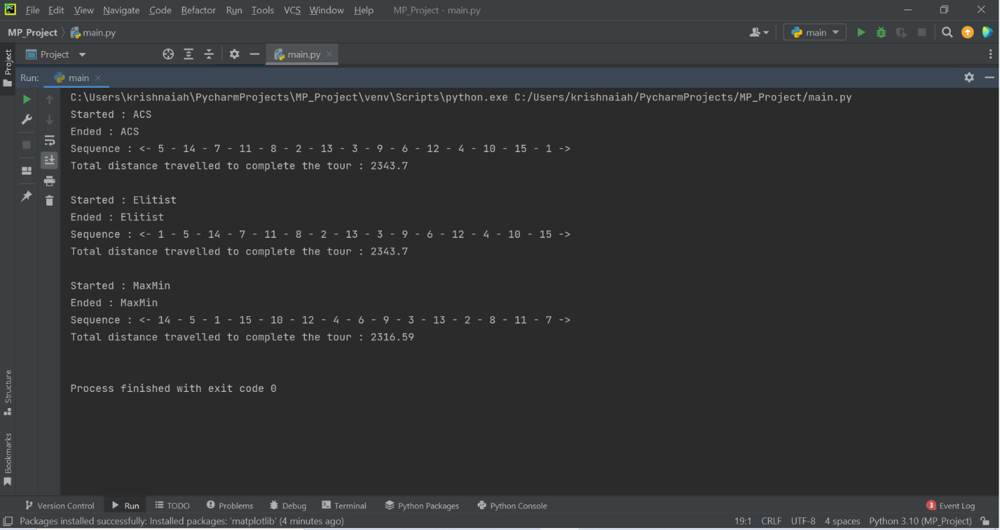 PC File Edit View Navigate Code Refactor Run Tools VCS Window Help MP_Project - main.py
MP_Project main.py main
Project main.py
Project
Run: main
C:\Users\krishnaiah\PycharmProjects\MP_Project\venv\Scripts\python.exe C:/Users/krishnaiah/PycharmProjects/MP_Project/main.py
Started : ACS
Ended : ACS
Sequence : <- 5 - 14 - 7 - 11 - 8 - 2 - 13 - 3 - 9 - 6 - 12 - 4 - 10 - 15 - 1 ->
Total distance travelled to complete the tour : 2343.7
Started : Elitist
Ended : Elitist
Sequence : <- 1 - 5 - 14 - 7 - 11 - 8 - 2 - 13 - 3 - 9 - 6 - 12 - 4 - 10 - 15 ->
Total distance travelled to complete the tour : 2343.7
Started : MaxMin
Ended : MaxMin
Sequence : <- 14 - 5 - 1 - 15 - 10 - 12 - 4 - 6 - 9 - 3 - 13 - 2 - 8 - 11 - 7 ->
Total distance travelled to complete the tour : 2316.59
Process finished with exit code 0
Structure
Bookmarks
Version Control Run TODO Problems Debug Terminal Python Packages Python Console 3 Event Log
Packages installed successfully: Installed packages: 'matplotlib' (4 minutes ago) 19:1 CRLF UTF-8 4 spaces Python 3.10 (MP_Project)